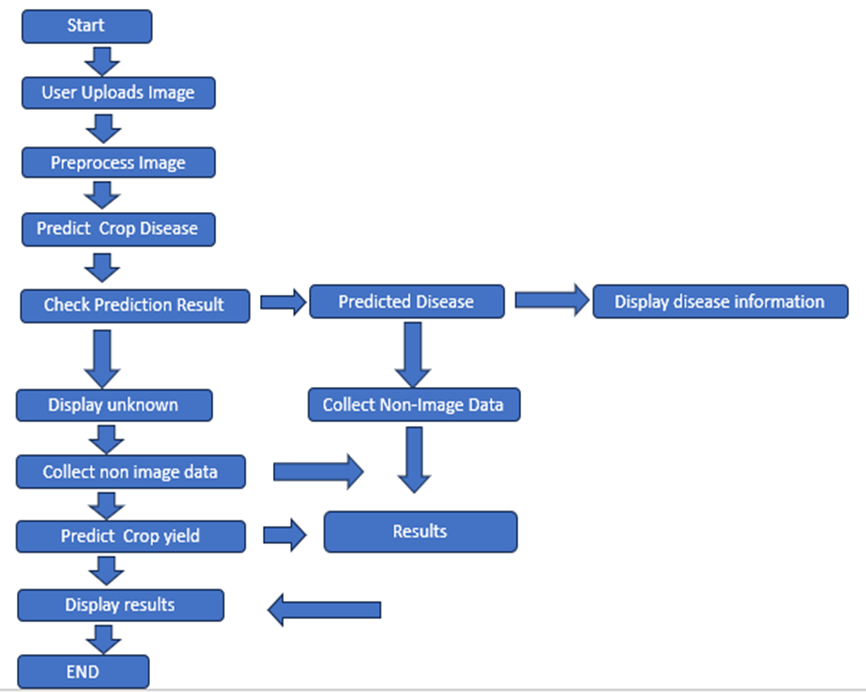 Start
User Uploads Image
Preprocess Image
Predict Crop Disease
Check Prediction Result
Predicted Disease
Display disease information
Display unknown
Collect Non-Image Data
Collect non image data
Predict Crop yield
Results
Display results
END